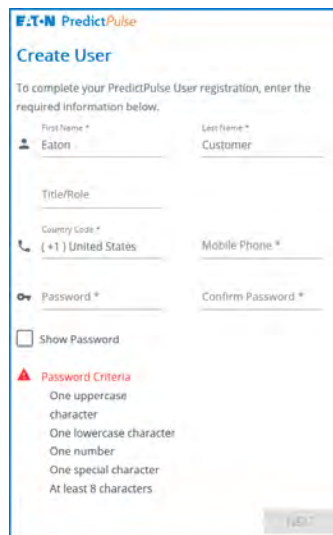 EATON PredictPulse
Create User
To complete your PredictPulse User registration, enter the
required information below.
First Name * Last Name *
Eaton Customer
Title/Role
Country Code *
( +1 ) United States Mobile Phone *
Password * Confirm Password *
Show Password
Password Criteria
One uppercase
character
One lowercase character
One number
One special character
At least 8 characters
NEXT